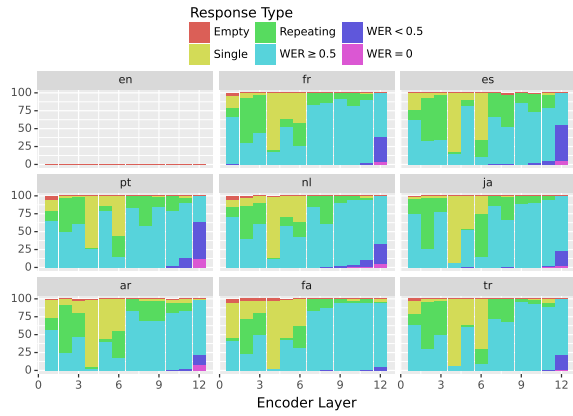 Response Type
Empty Repeating WER < 0.5
Single WER ≥ 0.5 WER = 0
en fr es
100
75
50
25
0
pt nl ja
100
75
50
25
0
ar fa tr
100
75
50
25
0
0 3 6 9 12 0 3 6 9 12 0 3 6 9 12
Encoder Layer